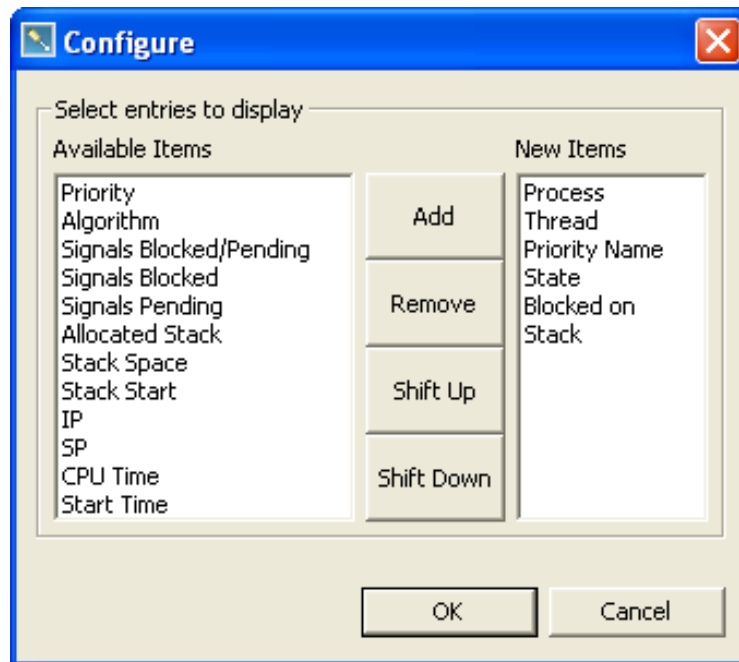 Configure
Select entries to display
Available Items
New Items
Priority
Algorithm
Signals Blocked/Pending
Signals Blocked
Signals Pending
Allocated Stack
Stack Space
Stack Start
IP
SP
CPU Time
Start Time
Add
Remove
Shift Up
Shift Down
Process
Thread
Priority Name
State
Blocked on
Stack
OK
Cancel